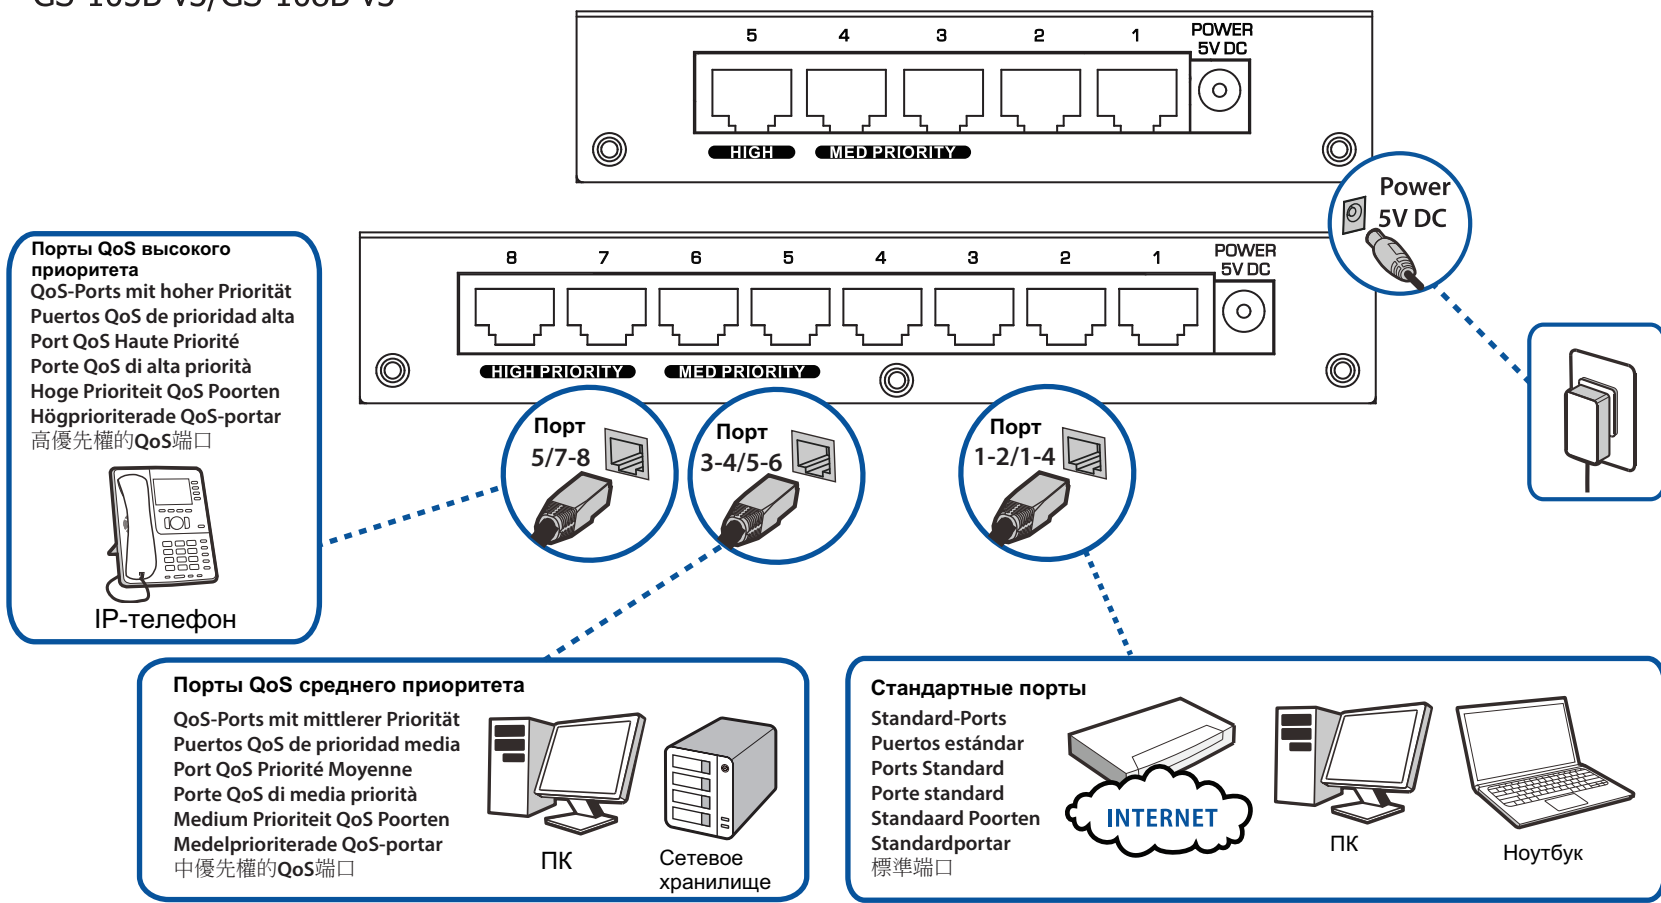 GS-105B v3/GS-108B v3
5 4 3 2 1 POWER
5V DC
HIGH MED PRIORITY
Power
5V DC
8 7 6 5 4 3 2 1 POWER
5V DC
HIGH PRIORITY MED PRIORITY
Порты QoS высокого
приоритета
QoS-Ports mit hoher Priorität
Puertos QoS de prioridad alta
Port QoS Haute Priorité
Porte QoS di alta priorità
Hoge Prioriteit QoS Poorten
Högprioriterade QoS-portar
高優先權的QoS端口
IP-телефон
Порт
5/7-8
Порт
3-4/5-6
Порт
1-2/1-4
Порты QoS среднего приоритета
QoS-Ports mit mittlerer Priorität
Puertos QoS de prioridad media
Port QoS Priorité Moyenne
Porte QoS di media priorità
Medium Prioriteit QoS Poorten
Medelprioriterade QoS-portar
中優先權的QoS端口
ПК
Сетевое
хранилище
Стандартные порты
Standard-Ports
Puertos estándar
Ports Standard
Porte standard
Standaard Poorten
Standardportar
標準端口
INTERNET
ПК
Ноутбук